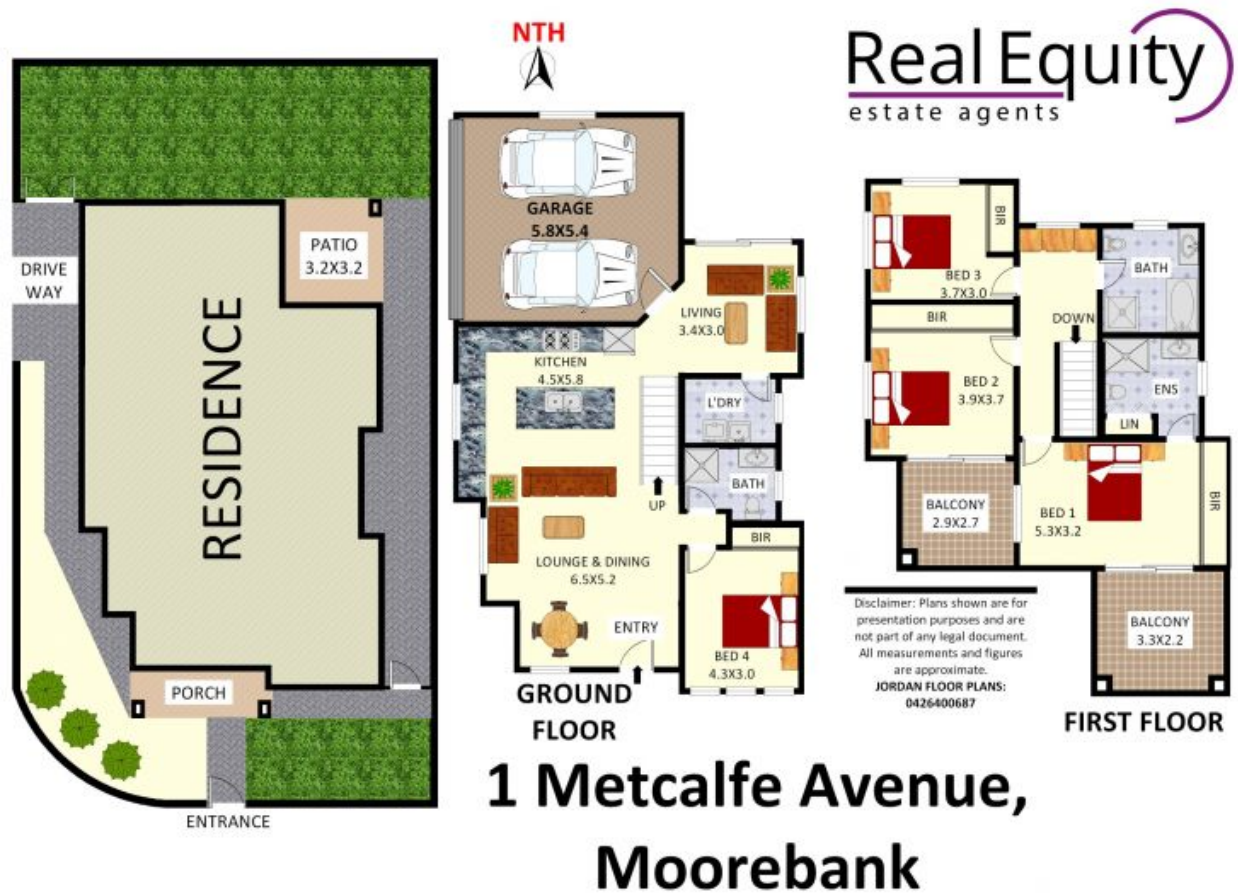 NTH
Real Equity
estate agents
DRIVE
WAY
PATIO
3.2X3.2
RESIDENCE
PORCH
ENTRANCE
GARAGE
5.8X5.4
LIVING
3.4X3.0
KITCHEN
4.5X5.8
L'DRY
BATH
UP
BIR
LOUNGE & DINING
6.5X5.2
ENTRY
BED 4
4.3X3.0
GROUND
FLOOR
BIR
BED 3
3.7X3.0
BATH
BIR
DOWN
BED 2
3.9X3.7
ENS
LIN
BALCONY
2.9X2.7
BED 1
5.3X3.2
BIR
BALCONY
3.3X2.2
Disclaimer: Plans shown are for
presentation purposes and are
not part of any legal document.
All measurements and figures
are approximate.
JORDAN FLOOR PLANS:
0426400687
FIRST FLOOR
1 Metcalfe Avenue,
Moorebank